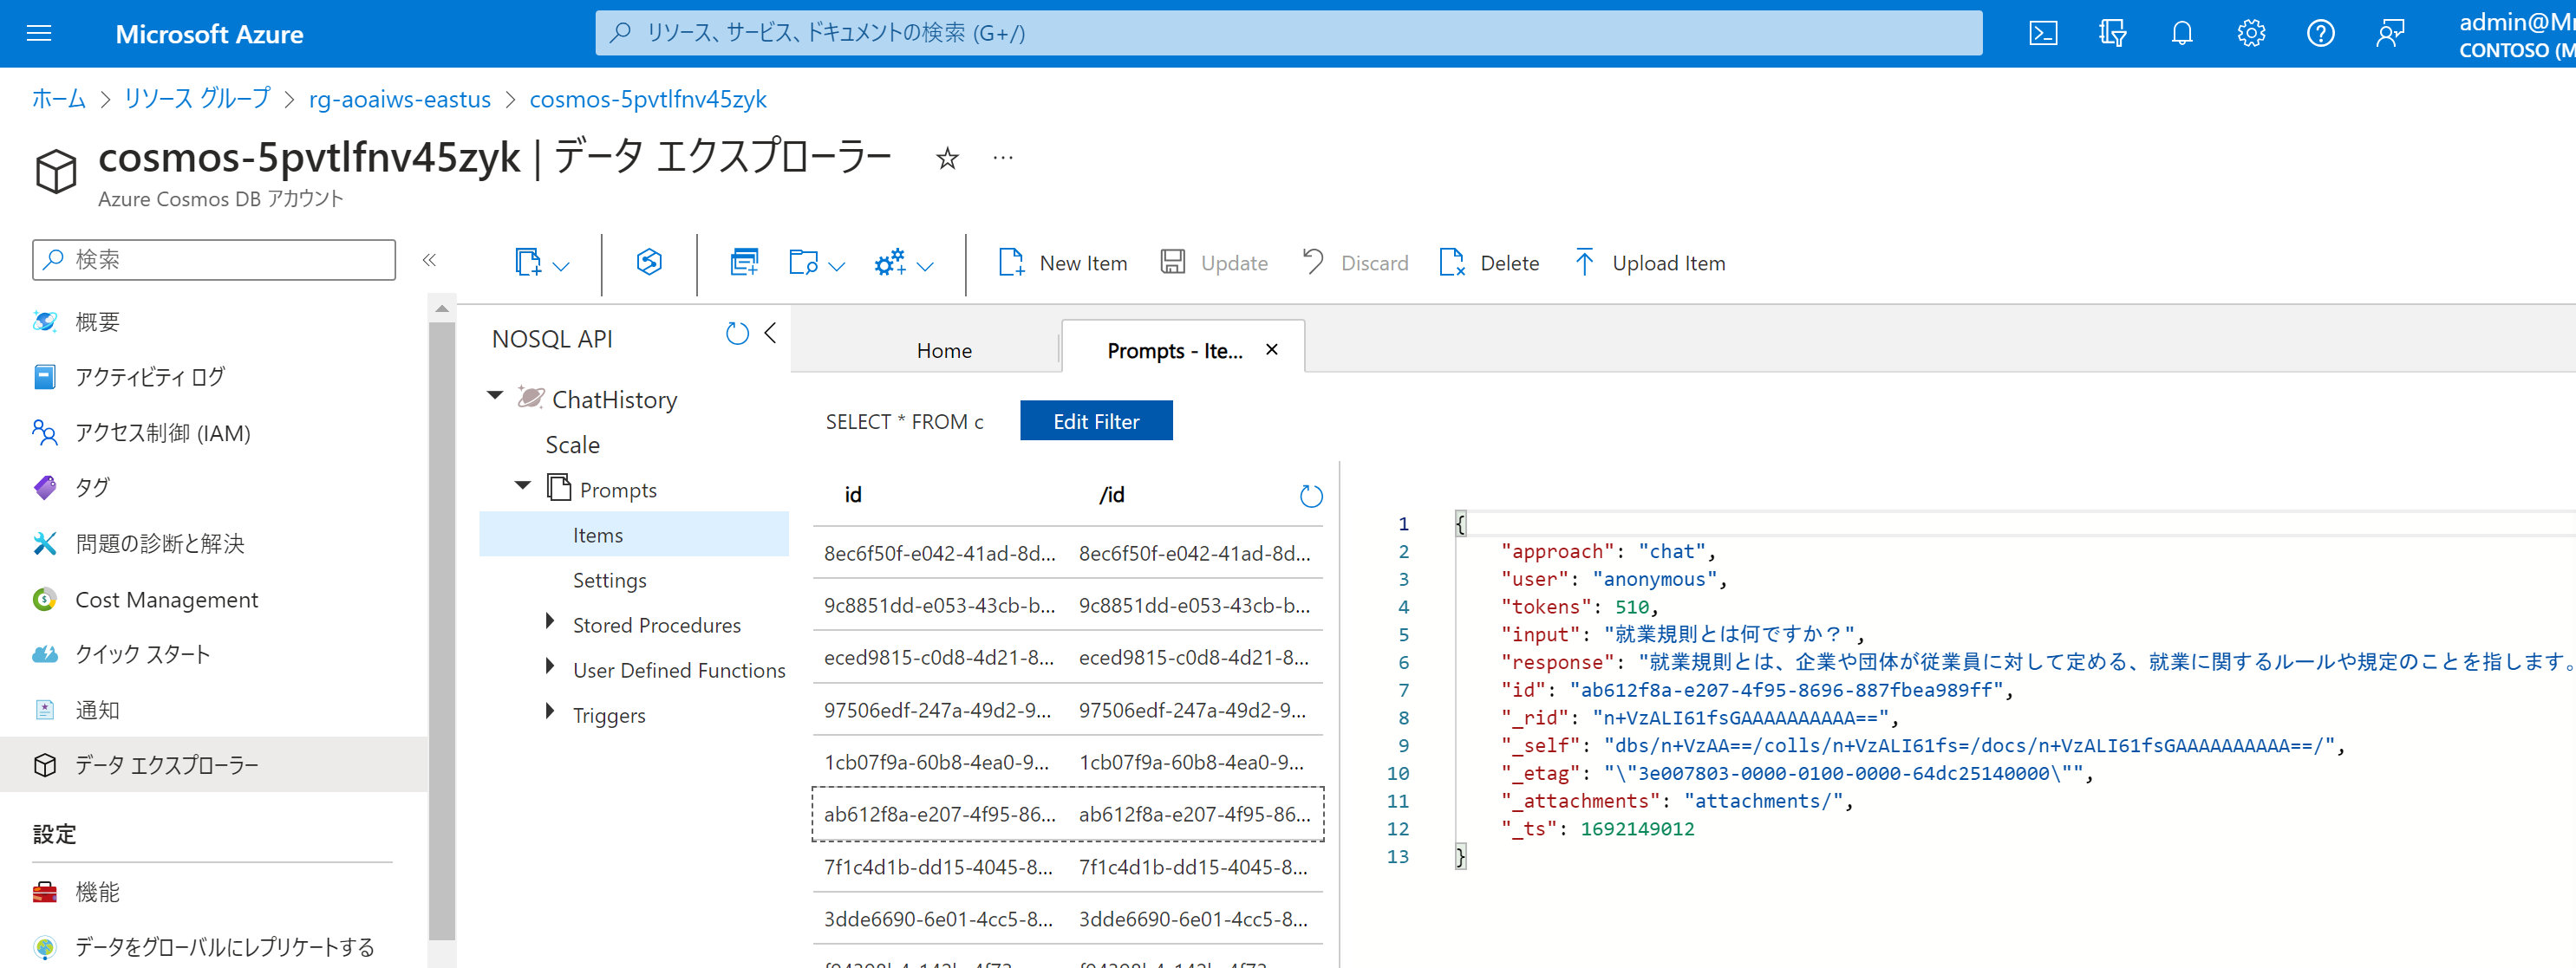 Microsoft Azure
リソース、サービス、ドキュメントの検索 (G+/)
admin@M
CONTOSO (M
ホーム > リソース グループ > rg-aoaiws-eastus > cosmos-5pvtlfnv45zyk
cosmos-5pvtlfnv45zyk | データ エクスプローラー ☆ …
Azure Cosmos DB アカウント
検索
«
概要
アクティビティ ログ
アクセス制御 (IAM)
タグ
問題の診断と解決
Cost Management
クイック スタート
通知
データ エクスプローラー
設定
機能
データをグローバルにレプリケートする
New Item
Update
Discard
Delete
Upload Item
NOSQL API
ChatHistory
Scale
Prompts
Items
Settings
Stored Procedures
User Defined Functions
Triggers
Home
Prompts - Ite... ×
SELECT * FROM c
Edit Filter
id /id
8ec6f50f-e042-41ad-8d... 8ec6f50f-e042-41ad-8d...
9c8851dd-e053-43cb-b... 9c8851dd-e053-43cb-b...
eced9815-c0d8-4d21-8... eced9815-c0d8-4d21-8...
97506edf-247a-49d2-9... 97506edf-247a-49d2-9...
1cb07f9a-60b8-4ea0-9... 1cb07f9a-60b8-4ea0-9...
ab612f8a-e207-4f95-86... ab612f8a-e207-4f95-86...
7f1c4d1b-dd15-4045-8... 7f1c4d1b-dd15-4045-8...
3dde6690-6e01-4cc5-8... 3dde6690-6e01-4cc5-8...
1 {
2 "approach": "chat",
3 "user": "anonymous",
4 "tokens": 510,
5 "input": "就業規則とは何ですか？",
6 "response": "就業規則とは、企業や団体が従業員に対して定める、就業に関するルールや規定のことを指します。
7 "id": "ab612f8a-e207-4f95-8696-887fbea989ff",
8 "_rid": "n+VzALI61fsGAAAAAAAAAA==",
9 "_self": "dbs/n+VzAA==/colls/n+VzALI61fs=/docs/n+VzALI61fsGAAAAAAAAAA==/",
10 "_etag": "\"3e007803-0000-0100-0000-64dc25140000\"",
11 "_attachments": "attachments/",
12 "_ts": 1692149012
13 }